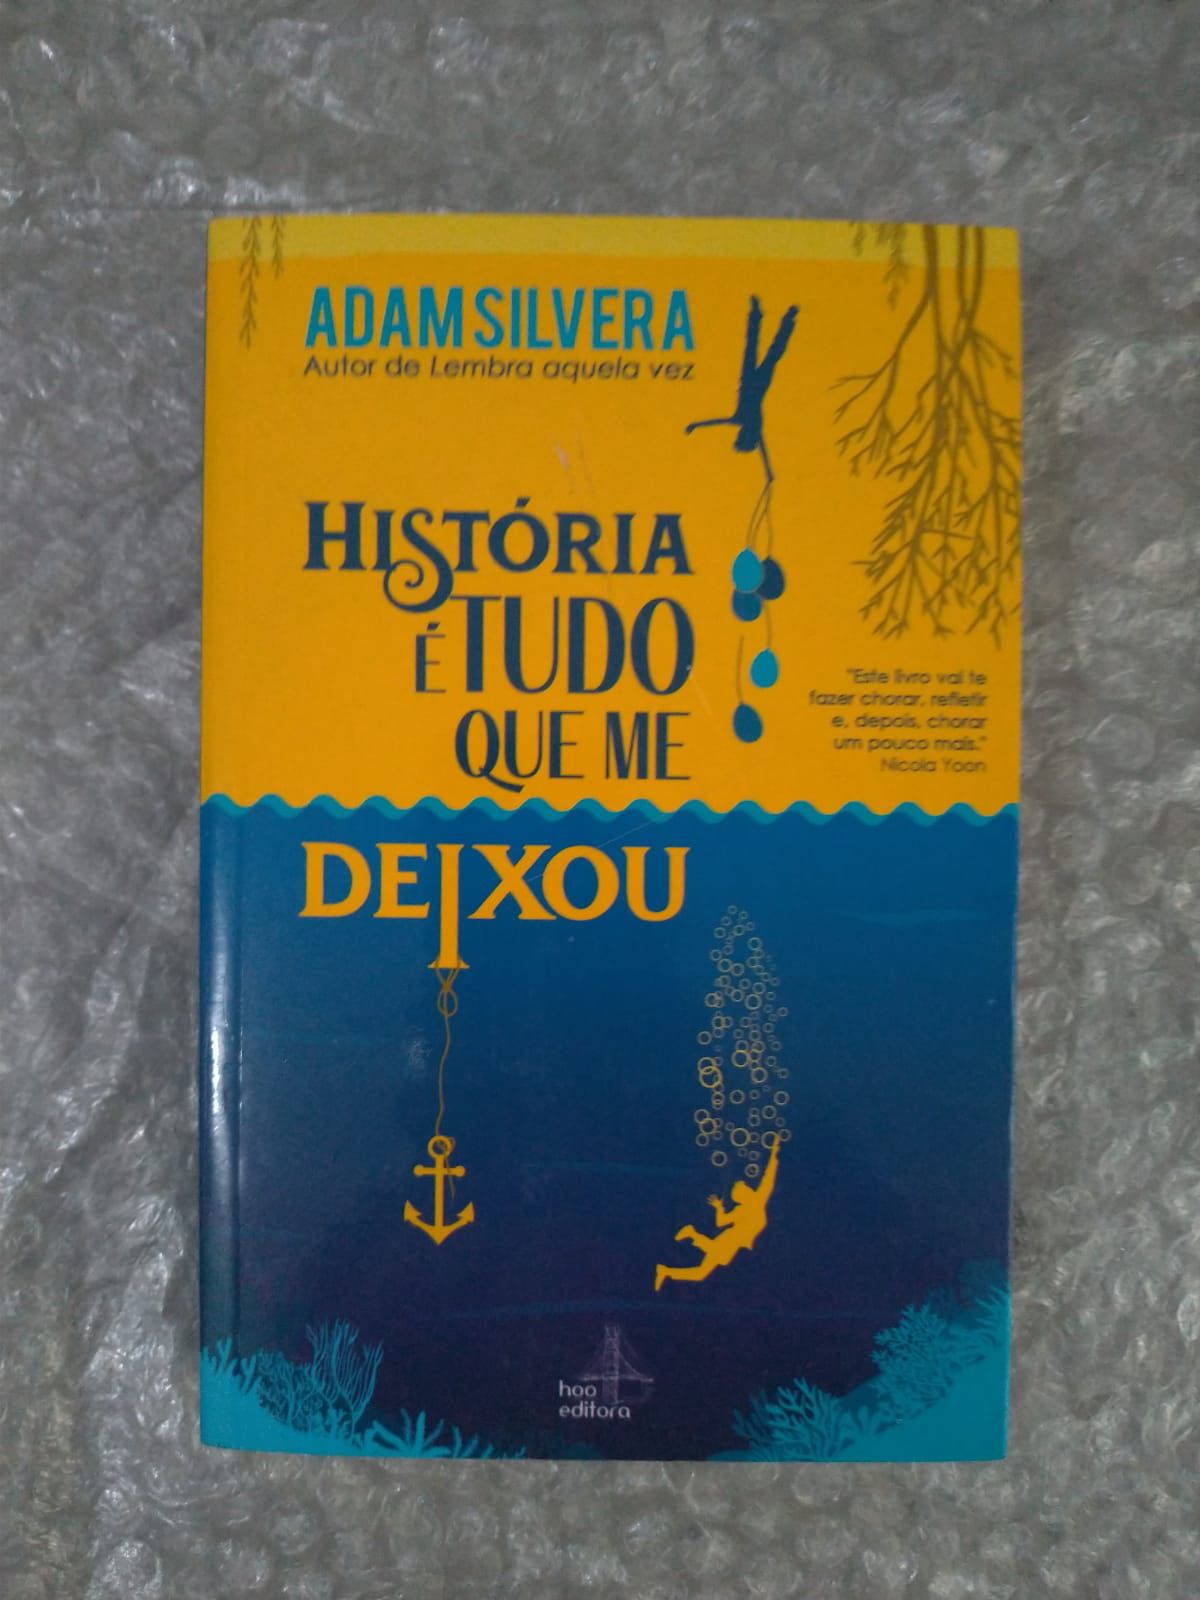 ADAM SILVERA
Autor de Lembra aquela vez
HISTÓRIA
É TUDO
QUE ME
"Este livro vai te
fazer chorar, refletir
e, depois, chorar
um pouco mais."
Nicola Yoon
DEIXOU
hoo
editora